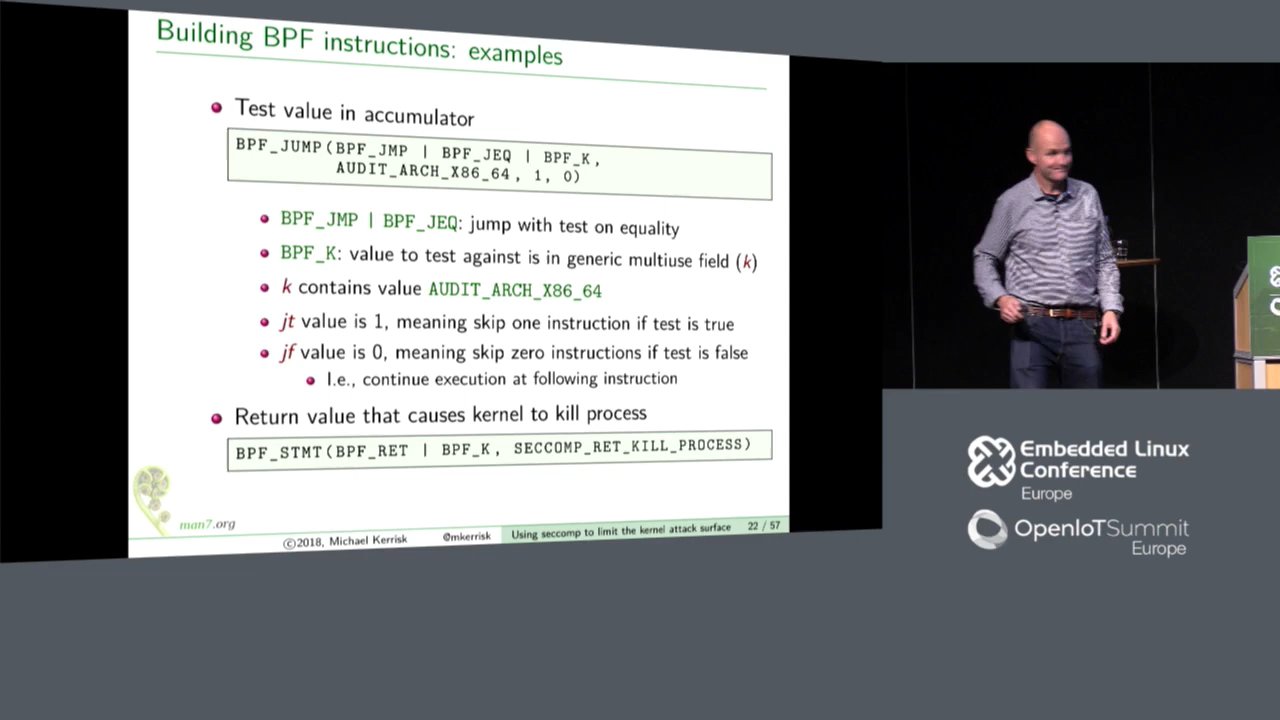 Building BPF instructions: examples
Test value in accumulator
BPF_JUMP(BPF_JMP | BPF_JEQ | BPF_K,
AUDIT_ARCH_X86_64, 1, 0)
BPF_JMP | BPF_JEQ: jump with test on equality
BPF_K: value to test against is in generic multiuse field (k)
k contains value AUDIT_ARCH_X86_64
jt value is 1, meaning skip one instruction if test is true
jf value is 0, meaning skip zero instructions if test is false
I.e., continue execution at following instruction
Return value that causes kernel to kill process
BPF_STMT(BPF_RET | BPF_K, SECCOMP_RET_KILL_PROCESS)
man7.org
©2018, Michael Kerrisk @mkerrisk Using seccomp to limit the kernel attack surface 22 / 57
Embedded Linux
Conference
Europe
OpenIoTSummit
Europe